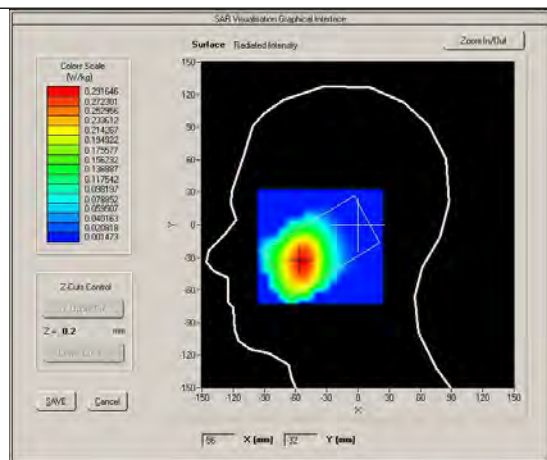 SAR Visualisation Graphical Interface
Surface Radiated Intensity
Zoom In/Out
Colour Scale
(W/kg)
0.291646
0.272301
0.252956
0.233612
0.214267
0.194922
0.175577
0.156232
0.136887
0.117542
0.098197
0.078852
0.059507
0.040163
0.020818
0.001473
150
120
90
60
30
Y 0
-30
-60
-90
-120
-150
-150 -120 -90 -60 -30 0 30 60 90 120 150
X
Z-Cuts Control
Z = 0.2 mm
SAVE Cancel
X (mm) 32 Y (mm)